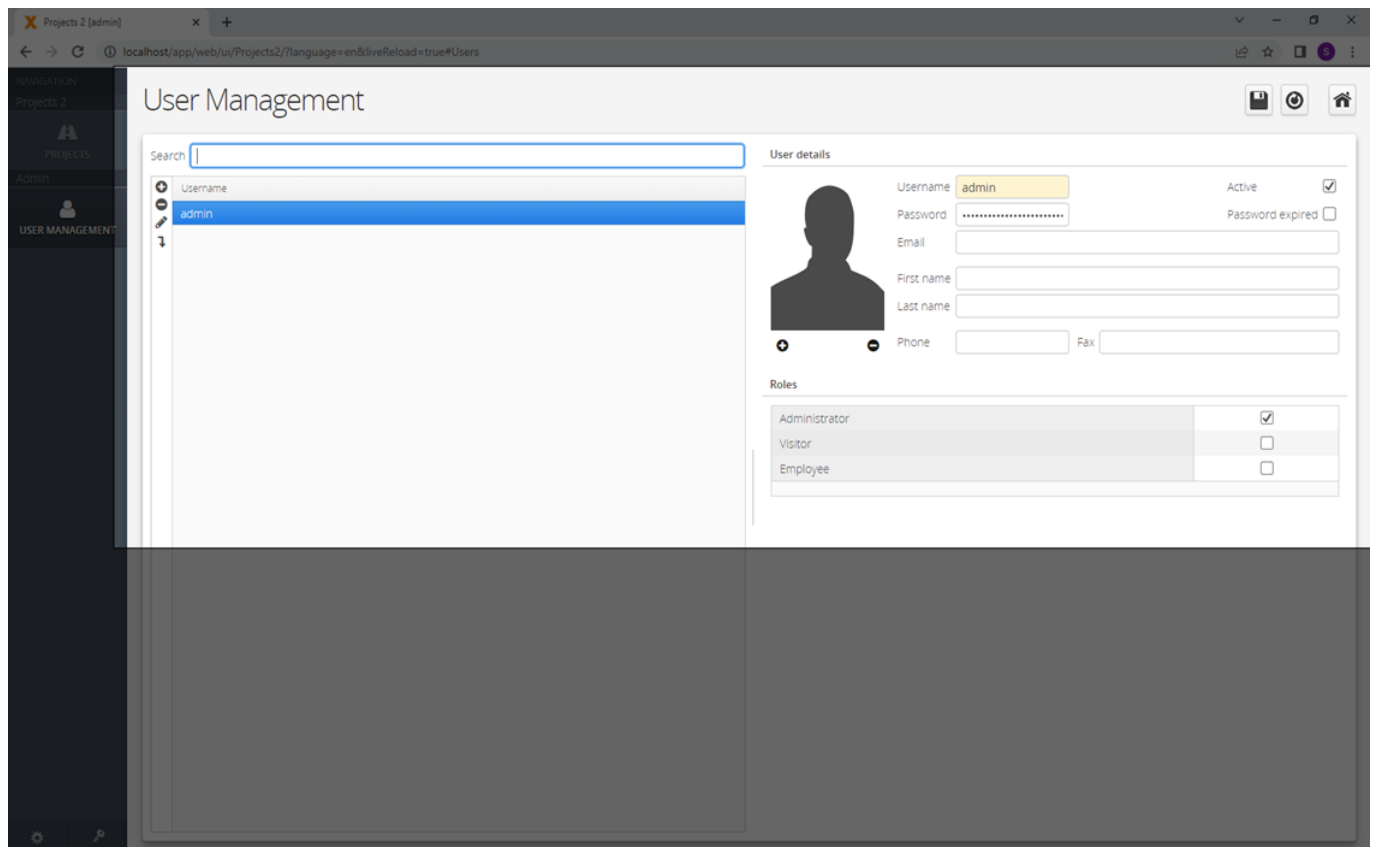 Projects 2 [admin]
localhost/app/web/ui/Projects2/?language=en&liveReload=true#Users
S
NAVIGATION
Projects 2
PROJECTS
Admin
USER MANAGEMENT
User Management
Search
Username
admin
User details
Username admin Active
Password •••••••••••••••••••••••• Password expired
Email
First name
Last name
Phone Fax
Roles
Administrator
Visitor
Employee